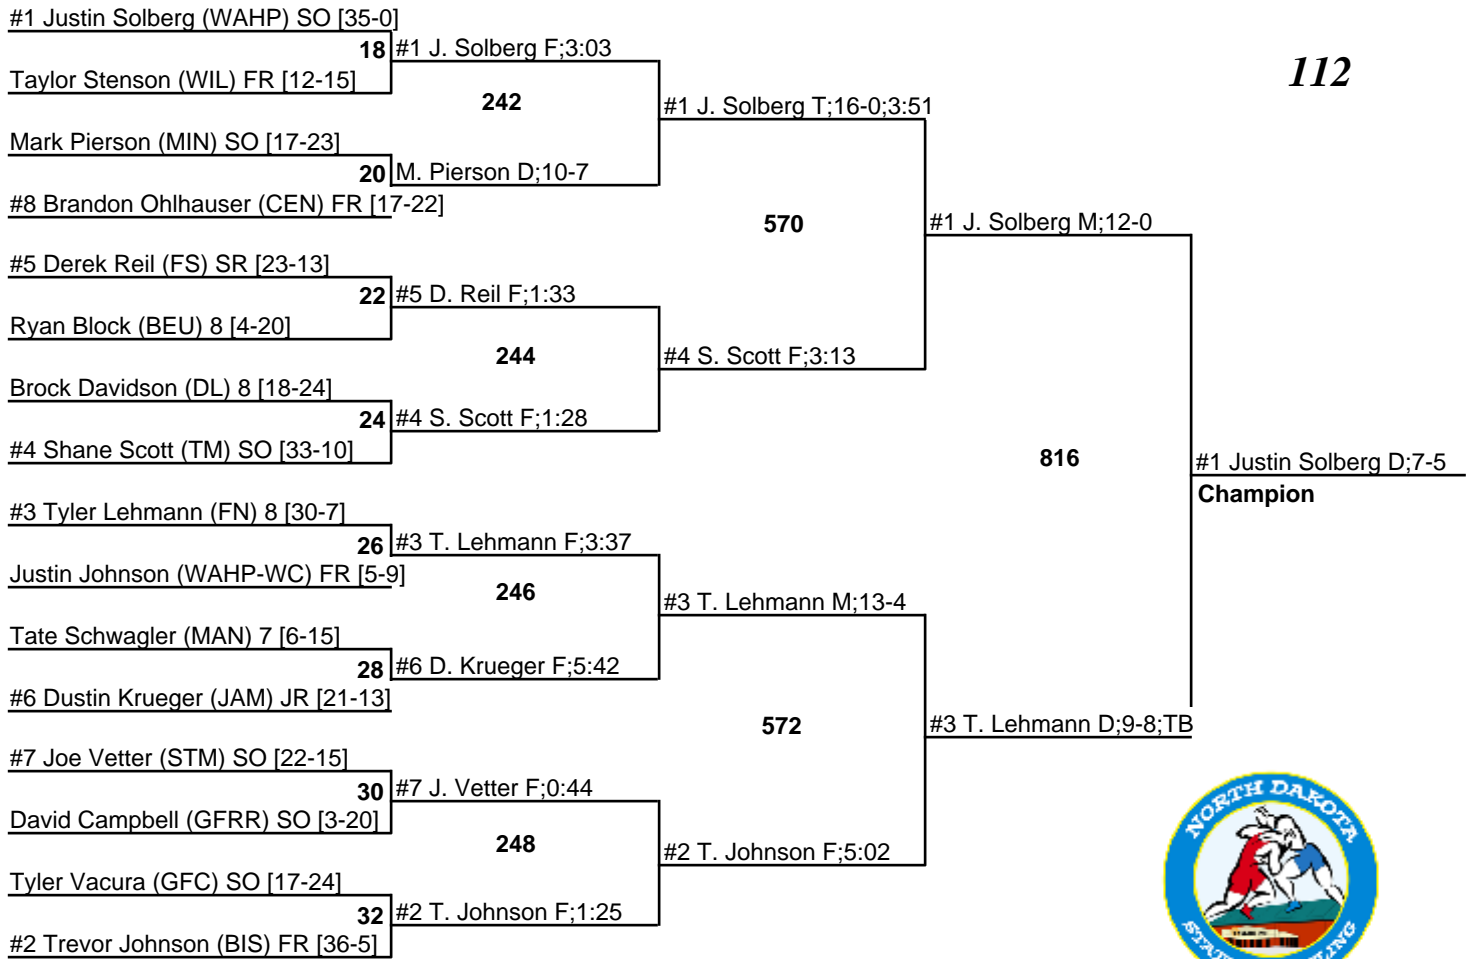 #1 Justin Solberg (WAHP) SO [35-0]
18 #1 J. Solberg F;3:03
Taylor Stenson (WIL) FR [12-15]
112
242
#1 J. Solberg T;16-0;3:51
Mark Pierson (MIN) SO [17-23]
20 M. Pierson D;10-7
#8 Brandon Ohlhauser (CEN) FR [17-22]
570
#1 J. Solberg M;12-0
#5 Derek Reil (FS) SR [23-13]
22 #5 D. Reil F;1:33
Ryan Block (BEU) 8 [4-20]
244
#4 S. Scott F;3:13
Brock Davidson (DL) 8 [18-24]
24 #4 S. Scott F;1:28
#4 Shane Scott (TM) SO [33-10]
816
#1 Justin Solberg D;7-5
Champion
#3 Tyler Lehmann (FN) 8 [30-7]
26 #3 T. Lehmann F;3:37
Justin Johnson (WAHP-WC) FR [5-9]
246
#3 T. Lehmann M;13-4
Tate Schwagler (MAN) 7 [6-15]
28 #6 D. Krueger F;5:42
#6 Dustin Krueger (JAM) JR [21-13]
572
#3 T. Lehmann D;9-8;TB
#7 Joe Vetter (STM) SO [22-15]
30 #7 J. Vetter F;0:44
David Campbell (GFRR) SO [3-20]
248
#2 T. Johnson F;5:02
Tyler Vacura (GFC) SO [17-24]
32 #2 T. Johnson F;1:25
#2 Trevor Johnson (BIS) FR [36-5]
NORTH DAKOTA